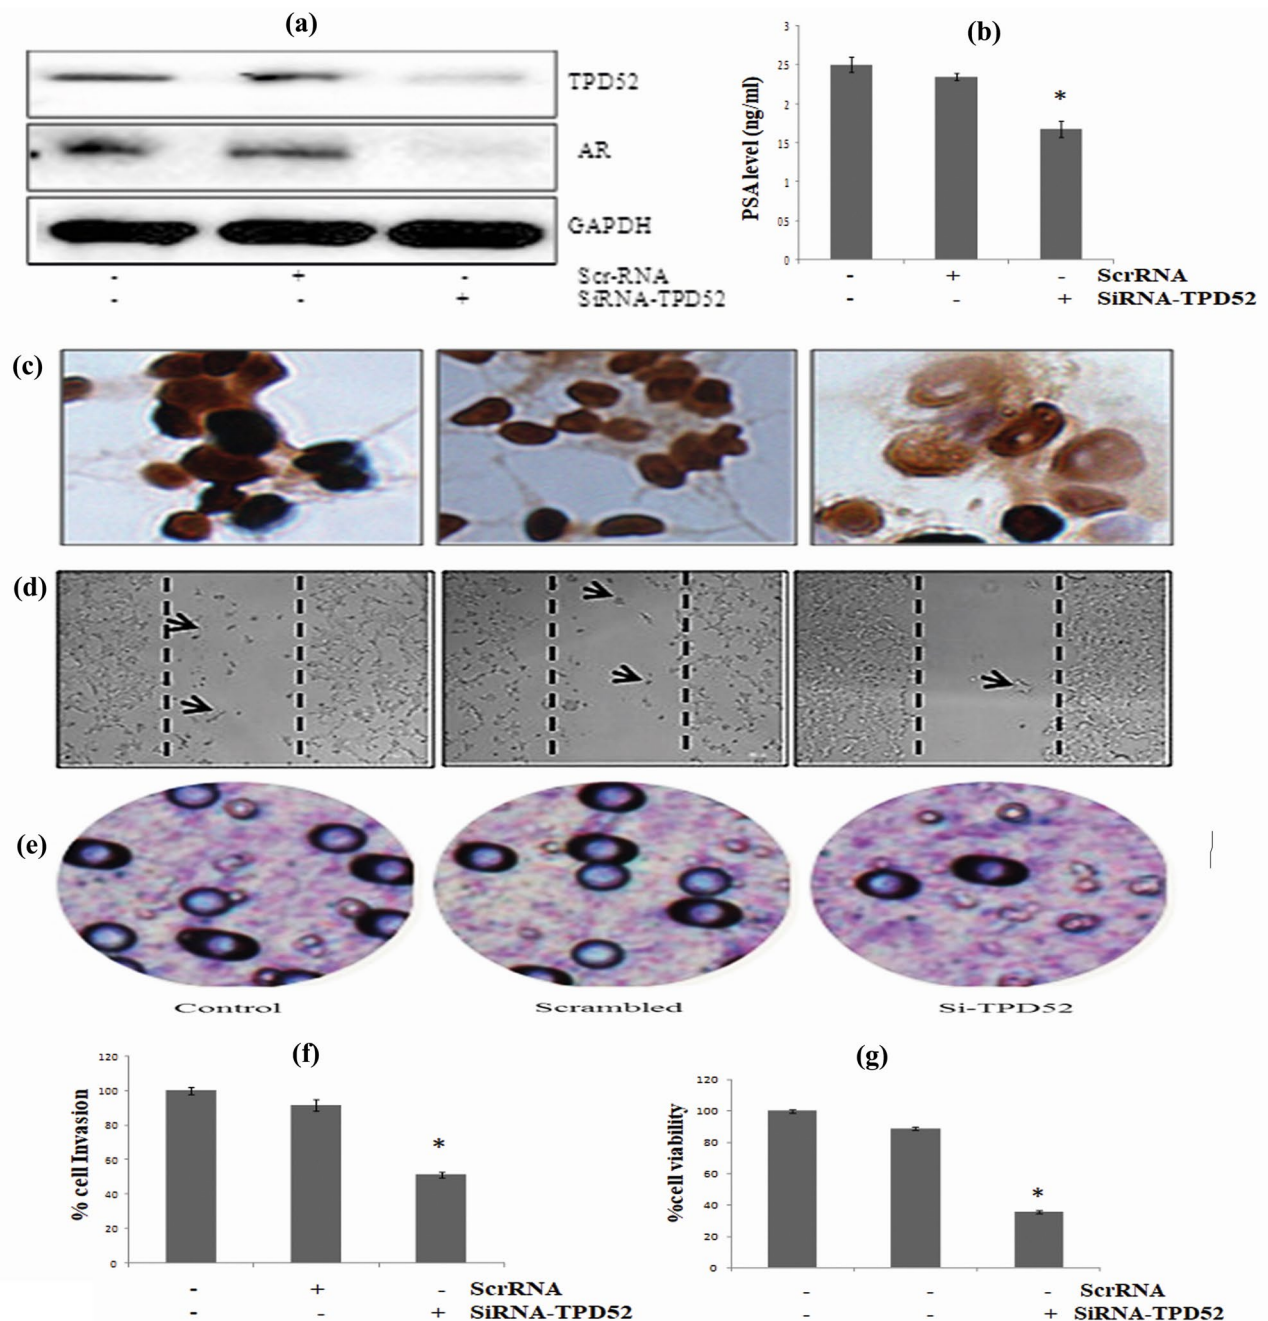 (a)
TPD52
AR
GAPDH
- + - Scr-RNA
- - + SiRNA-TPD52
(b)
PSA level (ng/ml)
3
25
2
15
1
05
0
*
- + - ScrRNA
- - + SiRNA-TPD52
(c)
(d)
(e)
Control Scrambled Si-TPD52
(f)
% cell Invasion
120
100
80
60
40
20
0
*
- + - ScrRNA
- - + SiRNA-TPD52
(g)
%cell viability
120
100
80
60
40
20
0
*
- - - ScrRNA
- - + SiRNA-TPD52